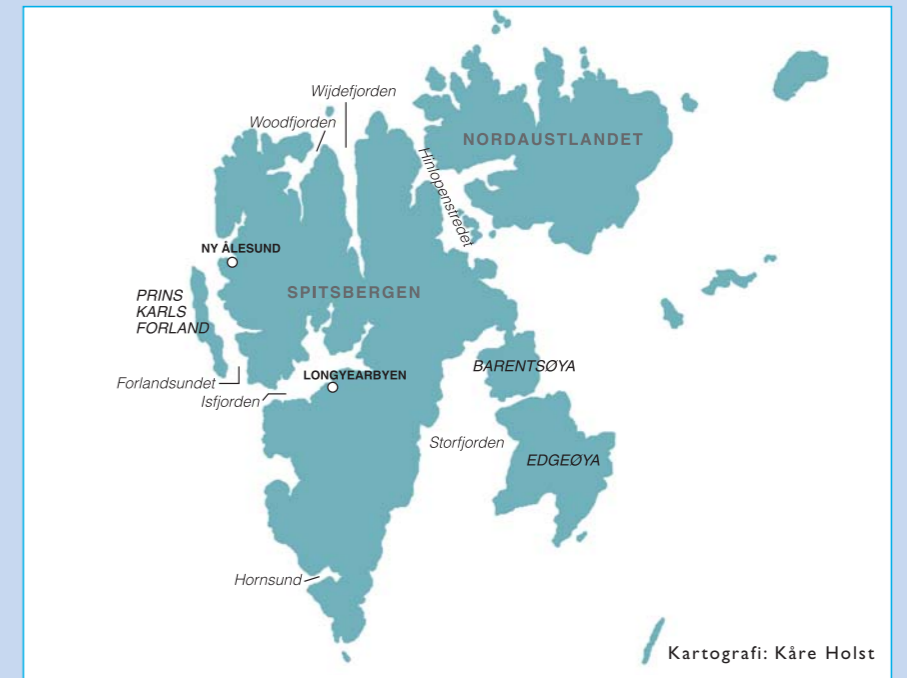 Wijdefjorden
Woodfjorden
NORDAUSTLANDET
Hinlopenstredet
NY ÅLESUND
SPITSBERGEN
PRINS
KARLS
FORLAND
BARENTSØYA
LONGYEARBYEN
Forlandsundet
Isfjorden
Storfjorden
EDGEØYA
Hornsund
Kartografi: Kåre Holst